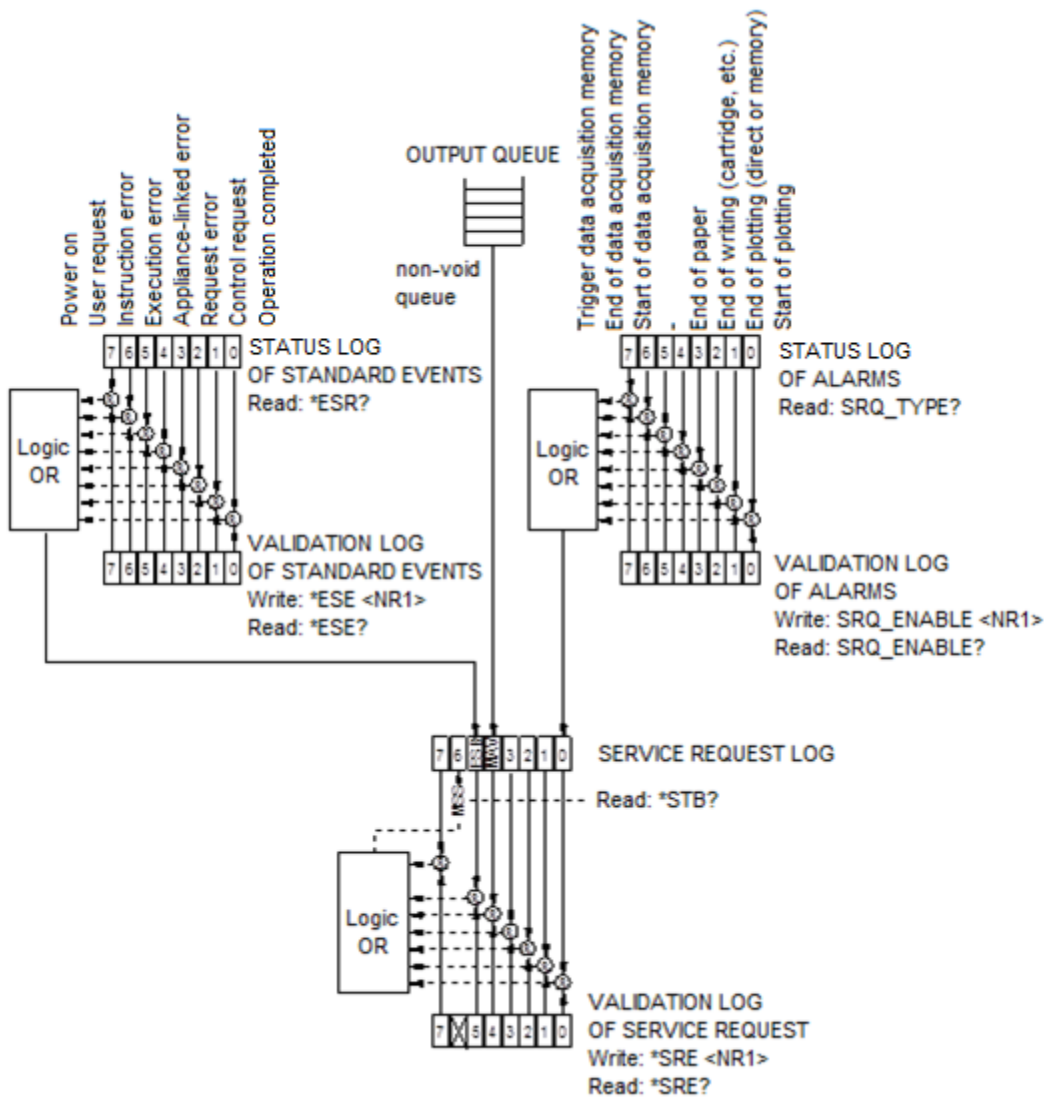 Power on
User request
Instruction error
Execution error
Appliance-linked error
Request error
Control request
Operation completed
OUTPUT QUEUE
non-void
queue
Trigger data acquisition memory
End of data acquisition memory
Start of data acquisition memory
-
End of paper
End of writing (cartridge, etc.)
End of plotting (direct or memory)
Start of plotting
7 6 5 4 3 2 1 0
STATUS LOG
OF STANDARD EVENTS
Read: *ESR?
Logic
OR
& & & & & & & &
7 6 5 4 3 2 1 0
VALIDATION LOG
OF STANDARD EVENTS
Write: *ESE <NR1>
Read: *ESE?
7 6 5 4 3 2 1 0
STATUS LOG
OF ALARMS
Read: SRQ_TYPE?
Logic
OR
& & & & & & & &
7 6 5 4 3 2 1 0
VALIDATION LOG
OF ALARMS
Write: SRQ_ENABLE <NR1>
Read: SRQ_ENABLE?
7 6 ESB MAV 3 2 1 0
SERVICE REQUEST LOG
MSS
Read: *STB?
Logic
OR
& & & & & & &
7 5 4 3 2 1 0
VALIDATION LOG
OF SERVICE REQUEST
Write: *SRE <NR1>
Read: *SRE?